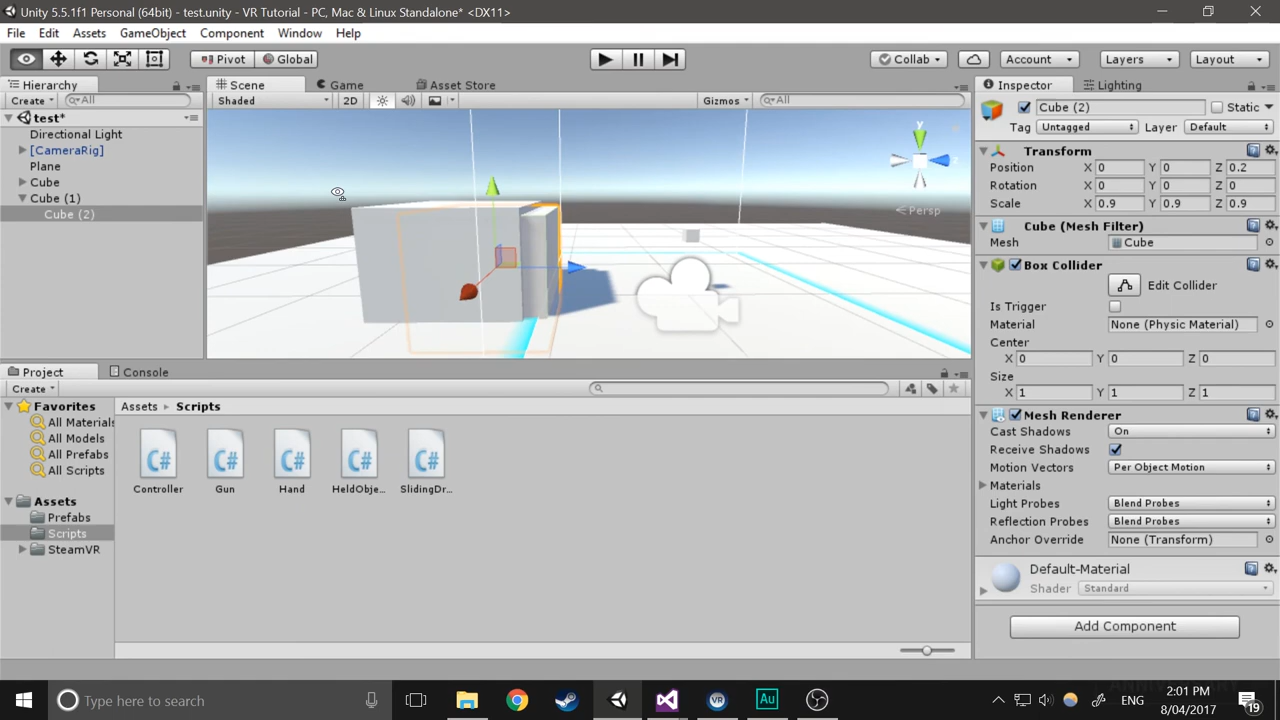 Unity 5.5.1f1 Personal (64bit) - test.unity - VR Tutorial - PC, Mac & Linux Standalone* <DX11>
File Edit Assets GameObject Component Window Help
Pivot Global Collab Account Layers Layout
Hierarchy
Create All
test*
Directional Light
[CameraRig]
Plane
Cube
Cube (1)
Cube (2)
Scene Game Asset Store
Shaded 2D Gizmos All
y
z
Persp
Inspector Lighting
Cube (2) Static
Tag Untagged Layer Default
Transform
Position X 0 Y 0 Z 0.2
Rotation X 0 Y 0 Z 0
Scale X 0.9 Y 0.9 Z 0.9
Cube (Mesh Filter)
Mesh Cube
Box Collider
Edit Collider
Is Trigger
Material None (Physic Material)
Center
X 0 Y 0 Z 0
Size
X 1 Y 1 Z 1
Mesh Renderer
Cast Shadows On
Receive Shadows
Motion Vectors Per Object Motion
Materials
Light Probes Blend Probes
Reflection Probes Blend Probes
Anchor Override None (Transform)
Default-Material
Shader Standard
Add Component
Project Console
Create
Favorites
All Materials
All Models
All Prefabs
All Scripts
Assets
Prefabs
Scripts
SteamVR
Assets Scripts
C# C# C# C# C#
Controller Gun Hand HeldObje... SlidingDr...
Type here to search
VR Au
ENG
2:01 PM
8/04/2017
19